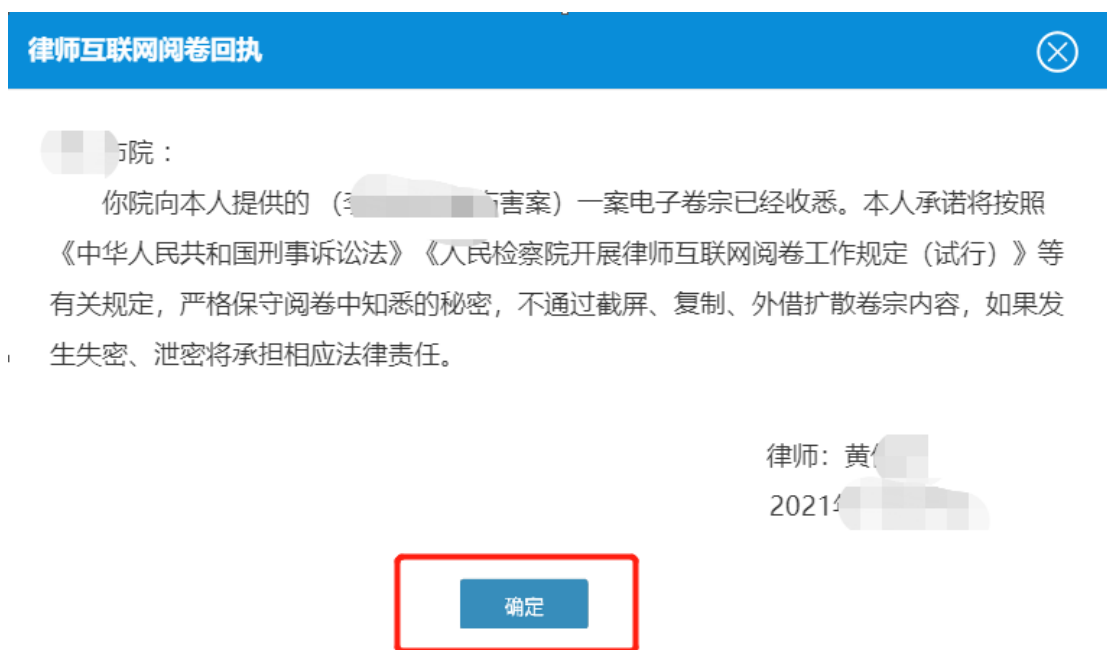 律师互联网阅卷回执
院：
你院向本人提供的 （ 害案）一案电子卷宗已经收悉。本人承诺将按照
《中华人民共和国刑事诉讼法》《人民检察院开展律师互联网阅卷工作规定（试行）》等
有关规定，严格保守阅卷中知悉的秘密，不通过截屏、复制、外借扩散卷宗内容，如果发
生失密、泄密将承担相应法律责任。
律师：黄
2021
确定